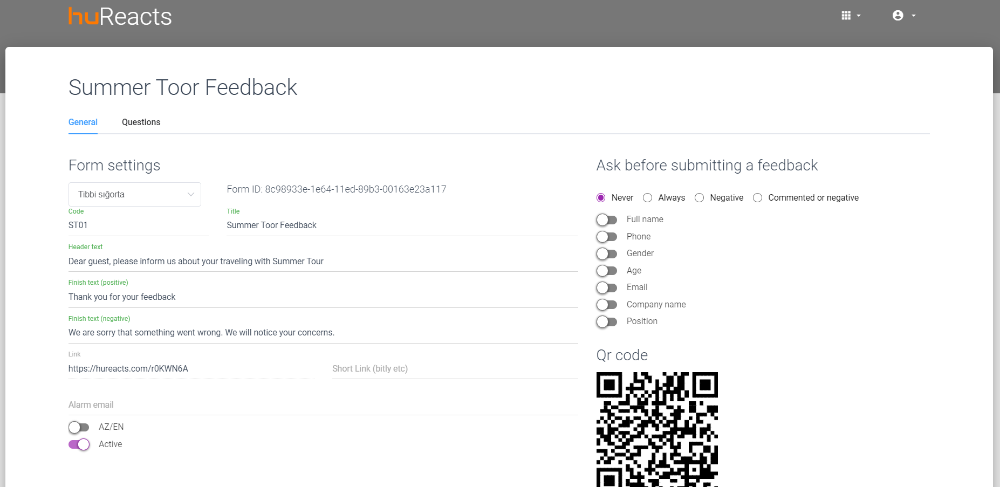 huReacts
Summer Toor Feedback
General Questions
Form settings
Tibbi sığorta
Form ID: 8c98933e-1e64-11ed-89b3-00163e23a117
Code
ST01
Title
Summer Toor Feedback
Header text
Dear guest, please inform us about your traveling with Summer Tour
Finish text (positive)
Thank you for your feedback
Finish text (negative)
We are sorry that something went wrong. We will notice your concerns.
Link
https://hureacts.com/r0KWN6A
Short Link (bitly etc)
Alarm email
AZ/EN
Active
Ask before submitting a feedback
Never Always Negative Commented or negative
Full name
Phone
Gender
Age
Email
Company name
Position
Qr code